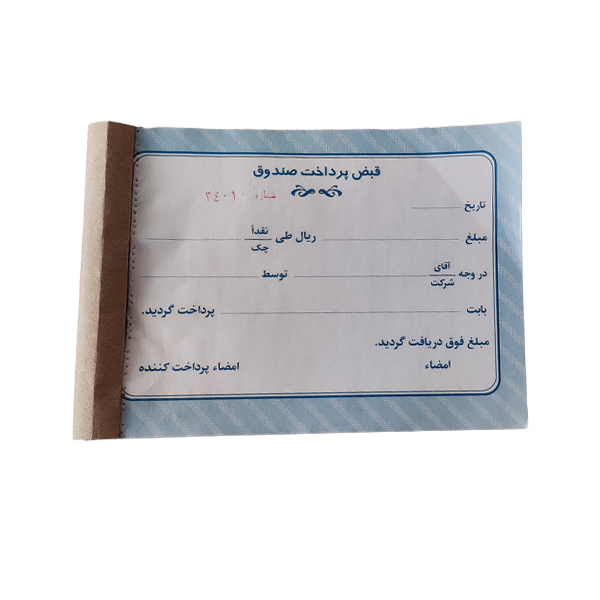 قبض پرداخت صندوق
شماره ٣٤٠١٠
تاریخ
مبلغ ریال طی نقداً چک
در وجه آقای شرکت توسط
بابت پرداخت گردید.
مبلغ فوق دریافت گردید.
امضاء امضاء پرداخت کننده